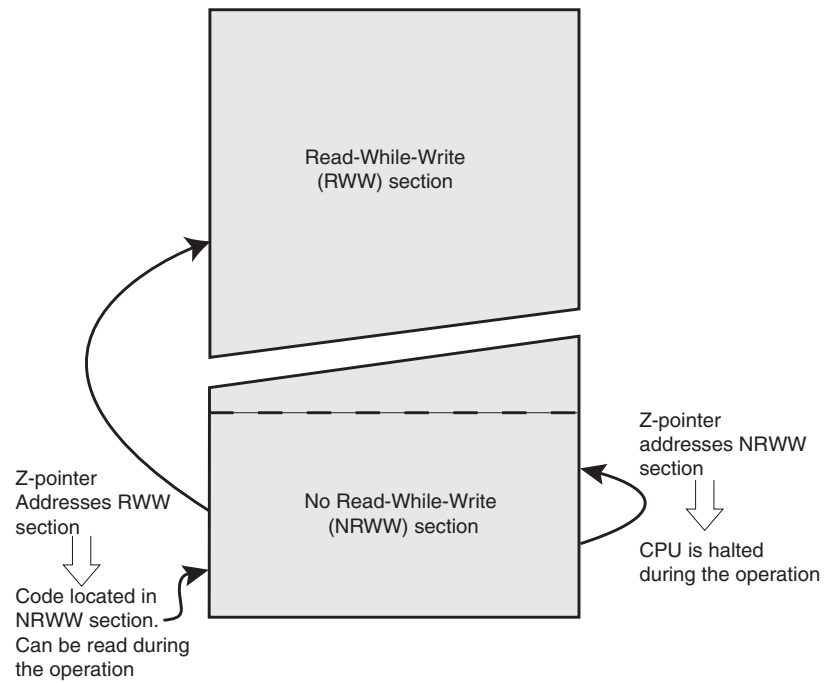 Read-While-Write
(RWW) section
Z-pointer
addresses NRWW
section
Z-pointer
Addresses RWW
section
No Read-While-Write
(NRWW) section
CPU is halted
during the operation
Code located in
NRWW section.
Can be read during
the operation